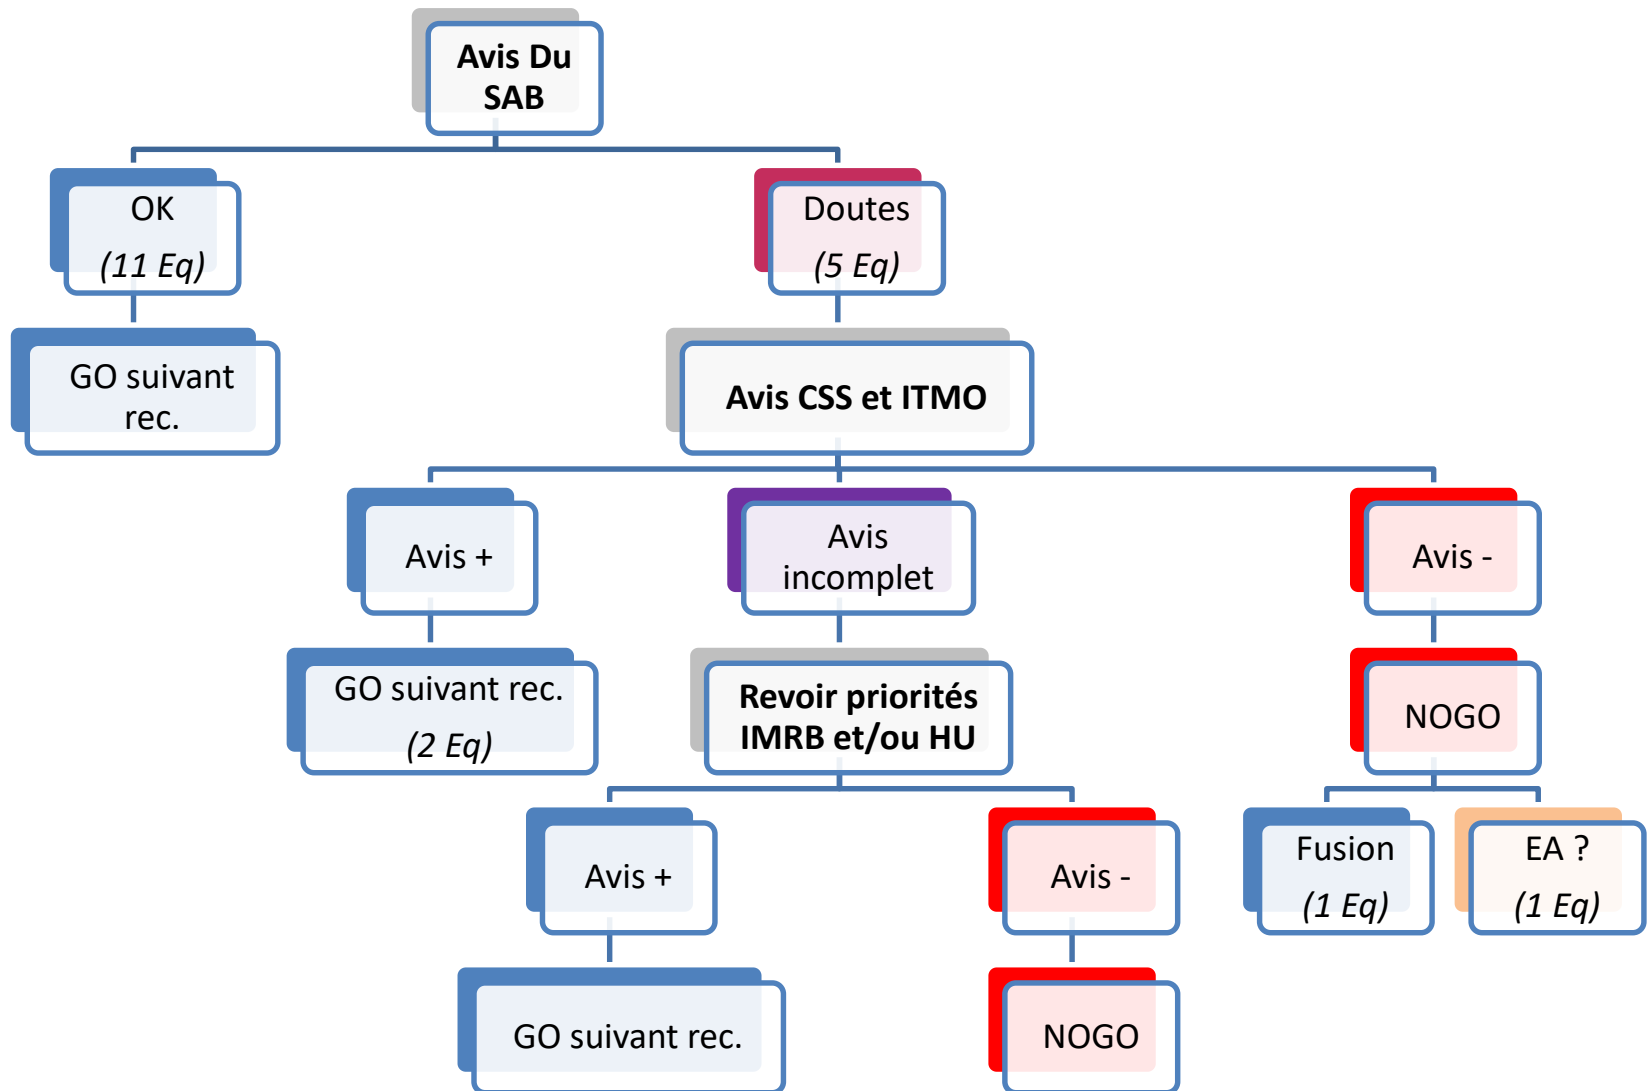 Avis Du
SAB
OK
(11 Eq)
Doutes
(5 Eq)
GO suivant
rec.
Avis CSS et ITMO
Avis +
Avis
incomplet
Avis -
GO suivant rec.
(2 Eq)
Revoir priorités
IMRB et/ou HU
NOGO
Avis +
Avis -
Fusion
(1 Eq)
EA ?
(1 Eq)
GO suivant rec.
NOGO